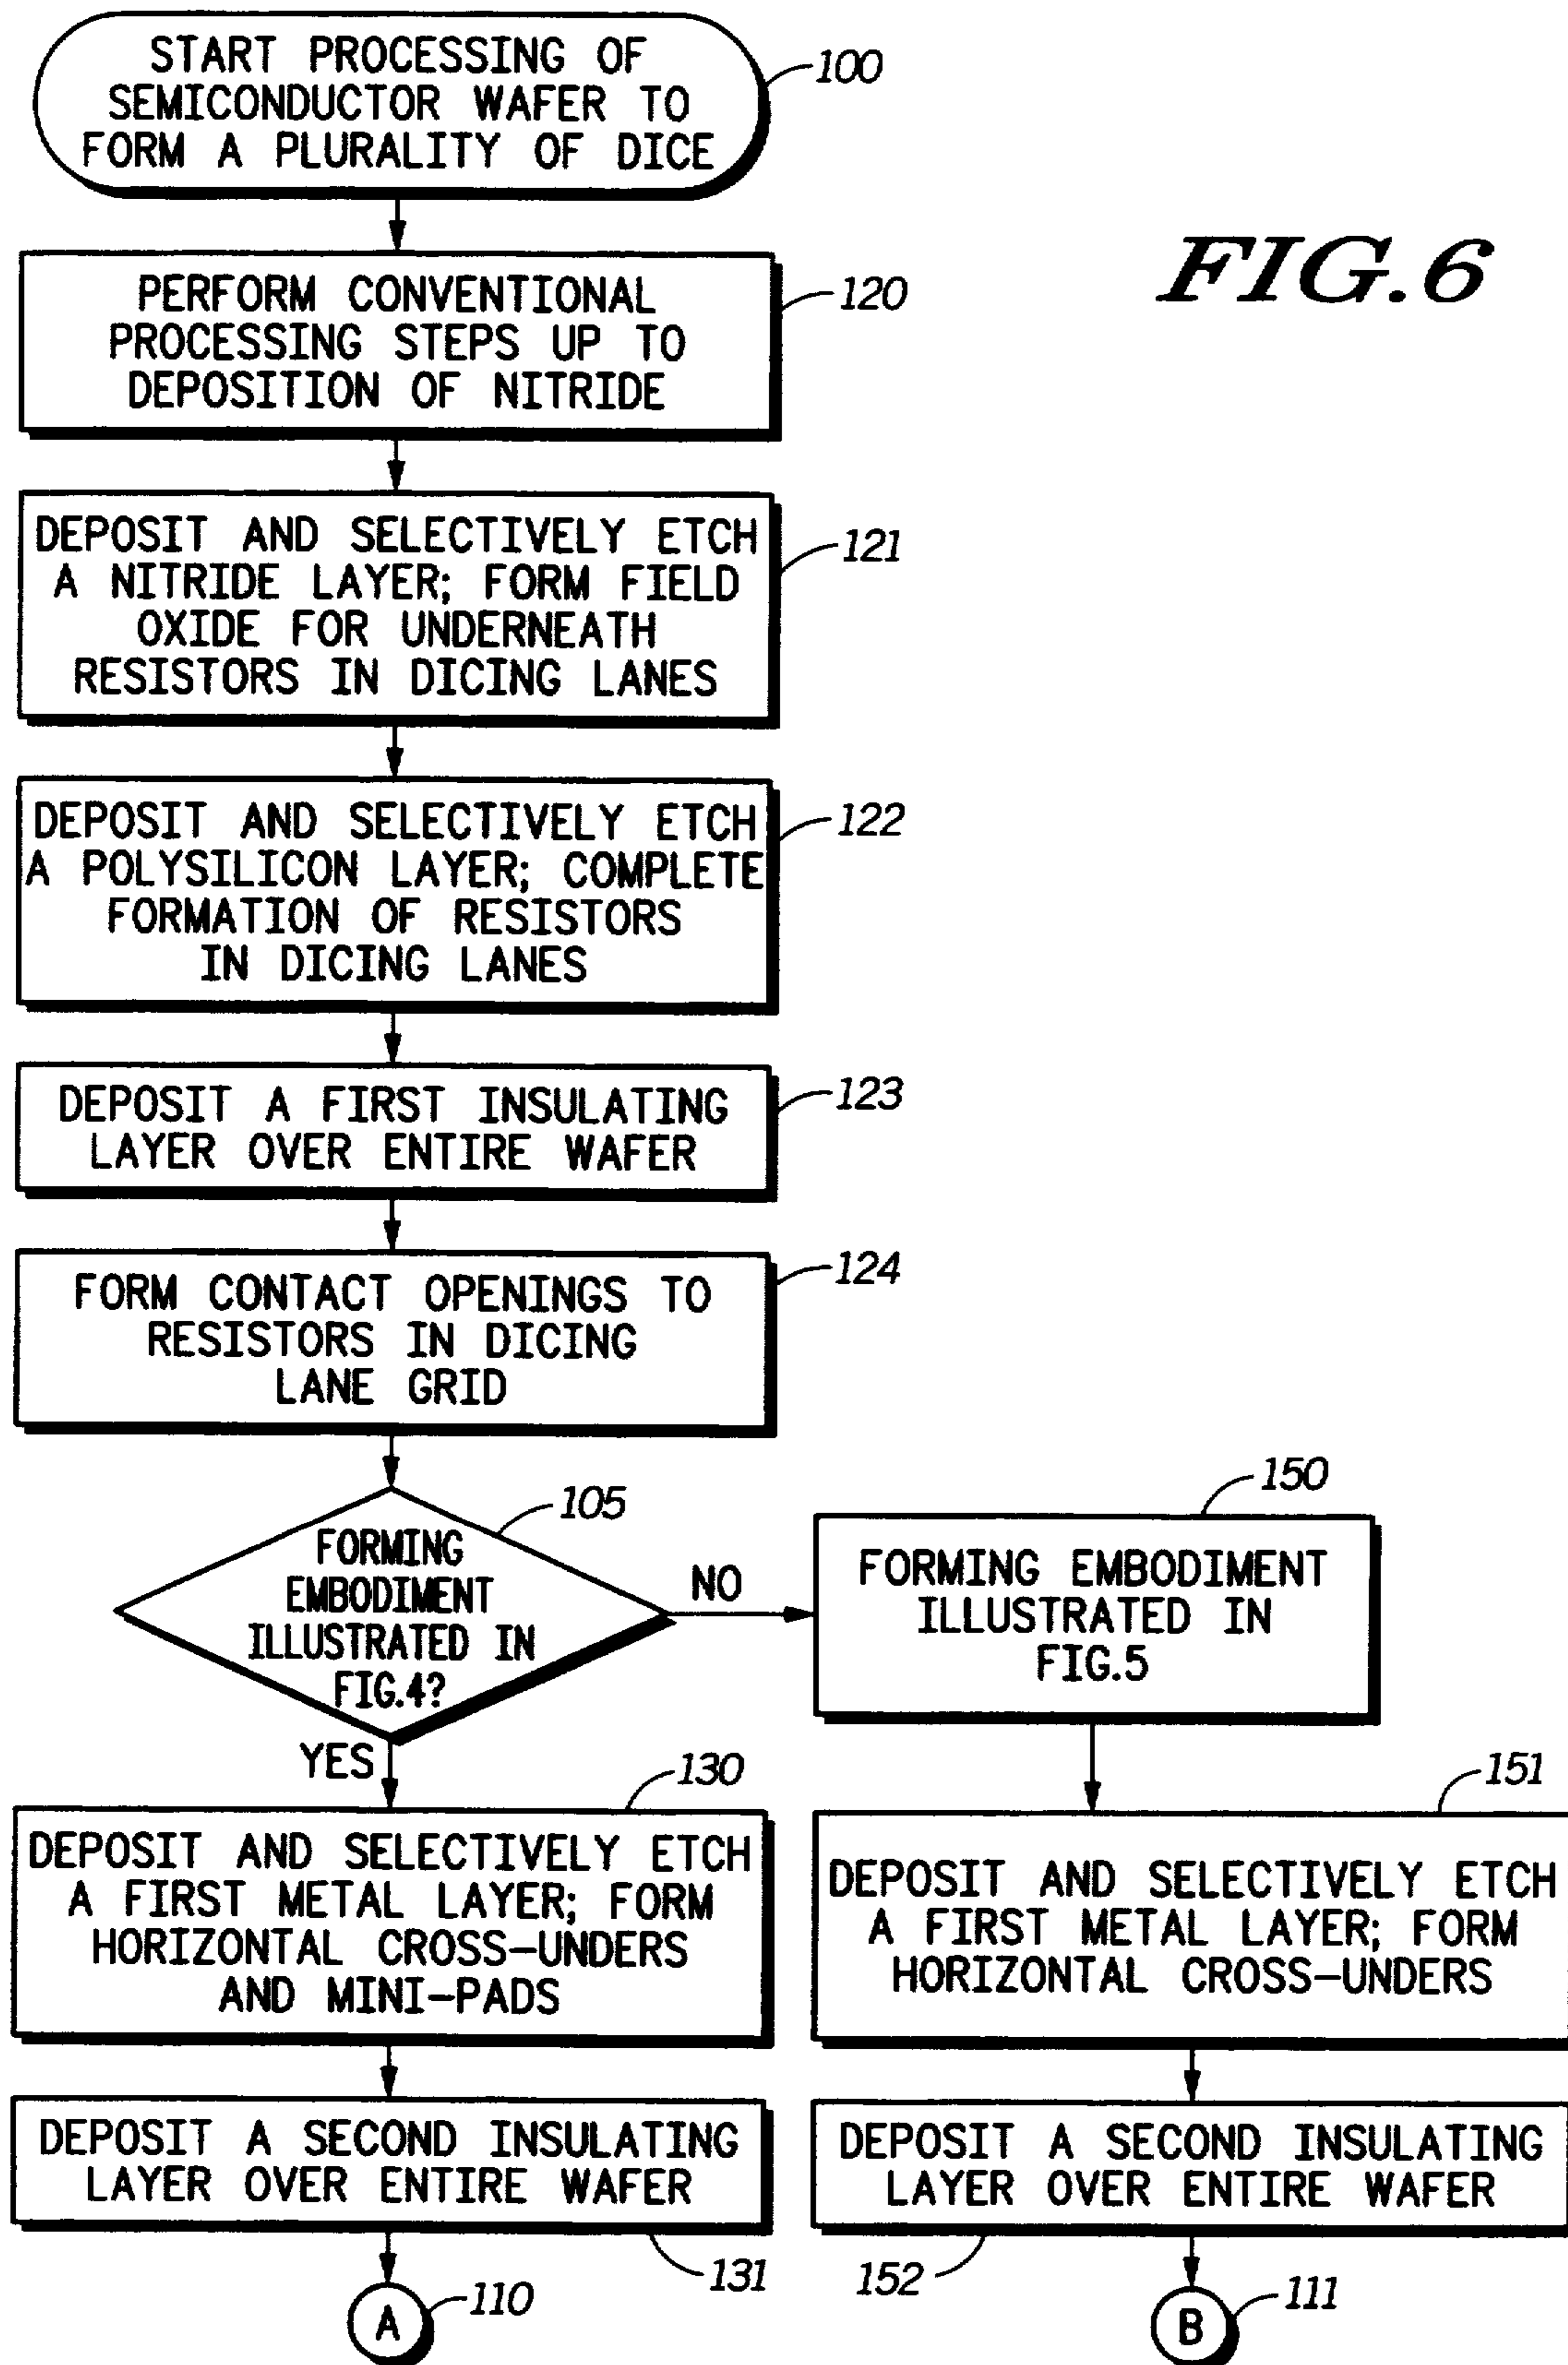 START PROCESSING OF
SEMICONDUCTOR WAFER TO
FORM A PLURALITY OF DICE
100
FIG.6
PERFORM CONVENTIONAL
PROCESSING STEPS UP TO
DEPOSITION OF NITRIDE
120
DEPOSIT AND SELECTIVELY ETCH
A NITRIDE LAYER; FORM FIELD
OXIDE FOR UNDERNEATH
RESISTORS IN DICING LANES
121
DEPOSIT AND SELECTIVELY ETCH
A POLYSILICON LAYER; COMPLETE
FORMATION OF RESISTORS
IN DICING LANES
122
DEPOSIT A FIRST INSULATING
LAYER OVER ENTIRE WAFER
123
FORM CONTACT OPENINGS TO
RESISTORS IN DICING
LANE GRID
124
FORMING
EMBODIMENT
ILLUSTRATED IN
FIG.4?
105
NO
YES
150
FORMING EMBODIMENT
ILLUSTRATED IN
FIG.5
130
DEPOSIT AND SELECTIVELY ETCH
A FIRST METAL LAYER; FORM
HORIZONTAL CROSS-UNDERS
AND MINI-PADS
151
DEPOSIT AND SELECTIVELY ETCH
A FIRST METAL LAYER; FORM
HORIZONTAL CROSS-UNDERS
DEPOSIT A SECOND INSULATING
LAYER OVER ENTIRE WAFER
131
DEPOSIT A SECOND INSULATING
LAYER OVER ENTIRE WAFER
152
A
110
B
111